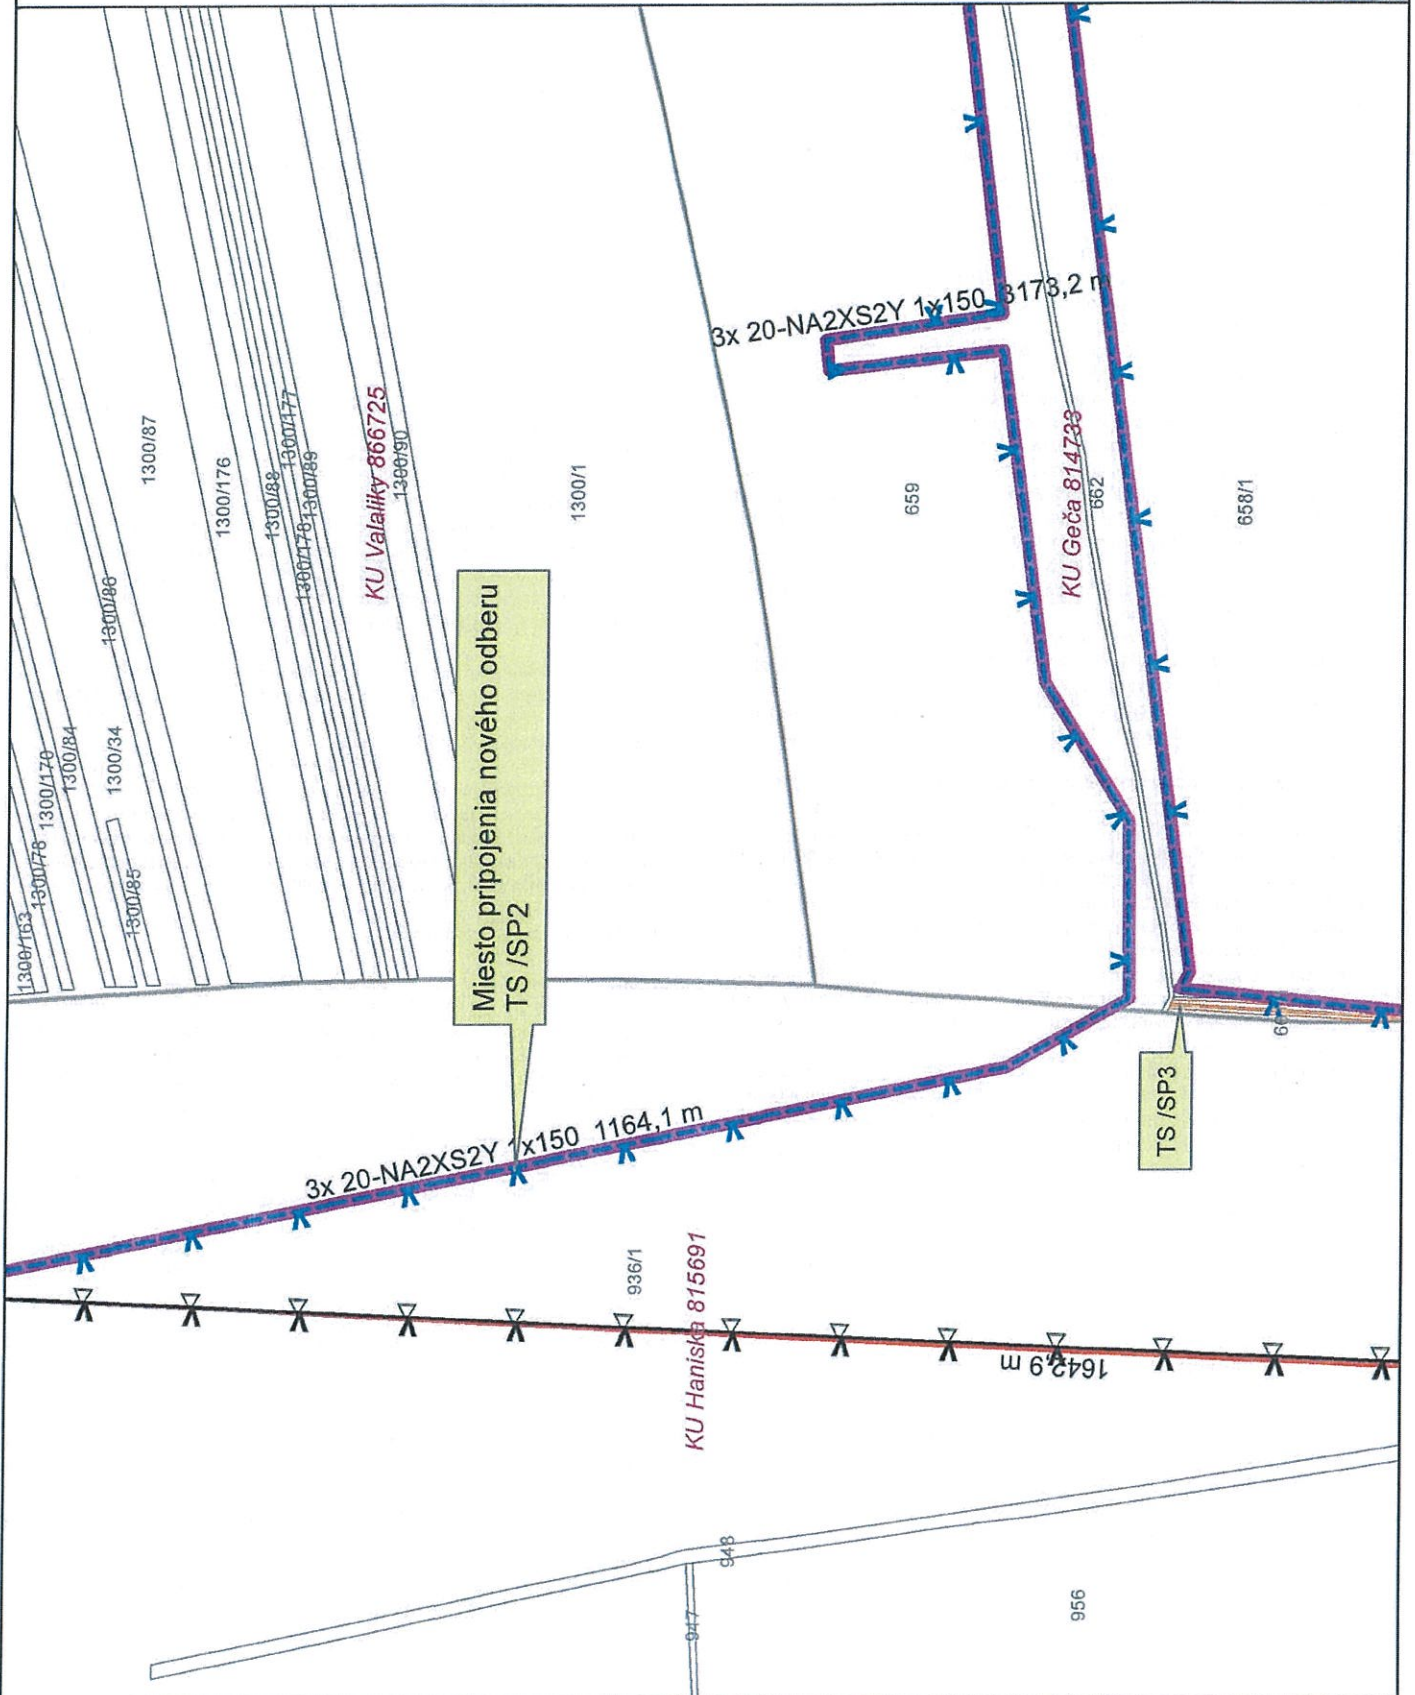 1300/87
1300/176
1300/88
1300/177
1300/89
1300/178
KU Valaliky 866725
1300/90
1300/1
1300/86
1300/84
1300/34
1300/170
1300/78
1300/85
1300/163
3x 20-NA2XS2Y 1x150 3173,2 m
659
KU Geča 814733
662
658/1
Miesto pripojenia nového odberu
TS /SP2
TS /SP3
3x 20-NA2XS2Y 1x150 1164,1 m
936/1
KU Haniska 815691
1642,9 m
948
947
956